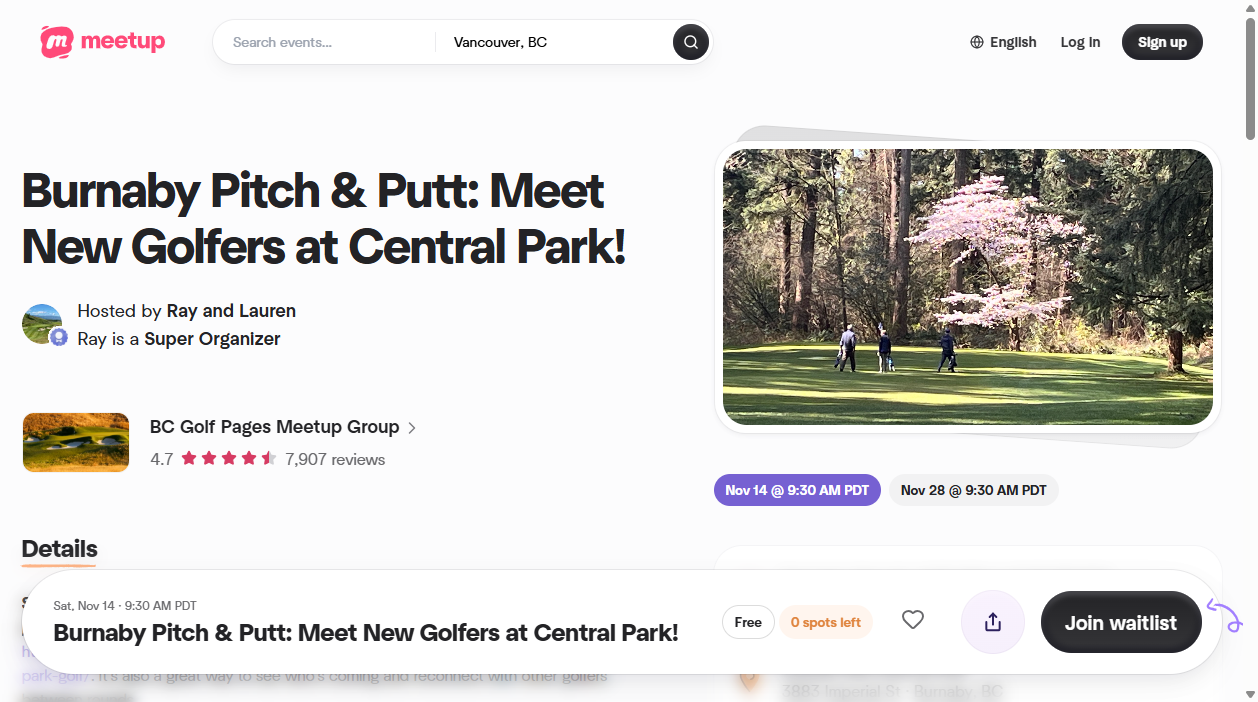 meetup
Search events...
Vancouver, BC
English
Log in
Sign up
Burnaby Pitch & Putt: Meet
New Golfers at Central Park!
Hosted by Ray and Lauren
Ray is a Super Organizer
BC Golf Pages Meetup Group
4.7
7,907 reviews
Nov 14 @ 9:30 AM PDT
Nov 28 @ 9:30 AM PDT
Details
Sat, Nov 14 · 9:30 AM PDT
Burnaby Pitch & Putt: Meet New Golfers at Central Park!
Free
0 spots left
Join waitlist
park-golf/. It's also a great way to see who's coming and reconnect with other golfers
3883 Imperial St · Burnaby, BC